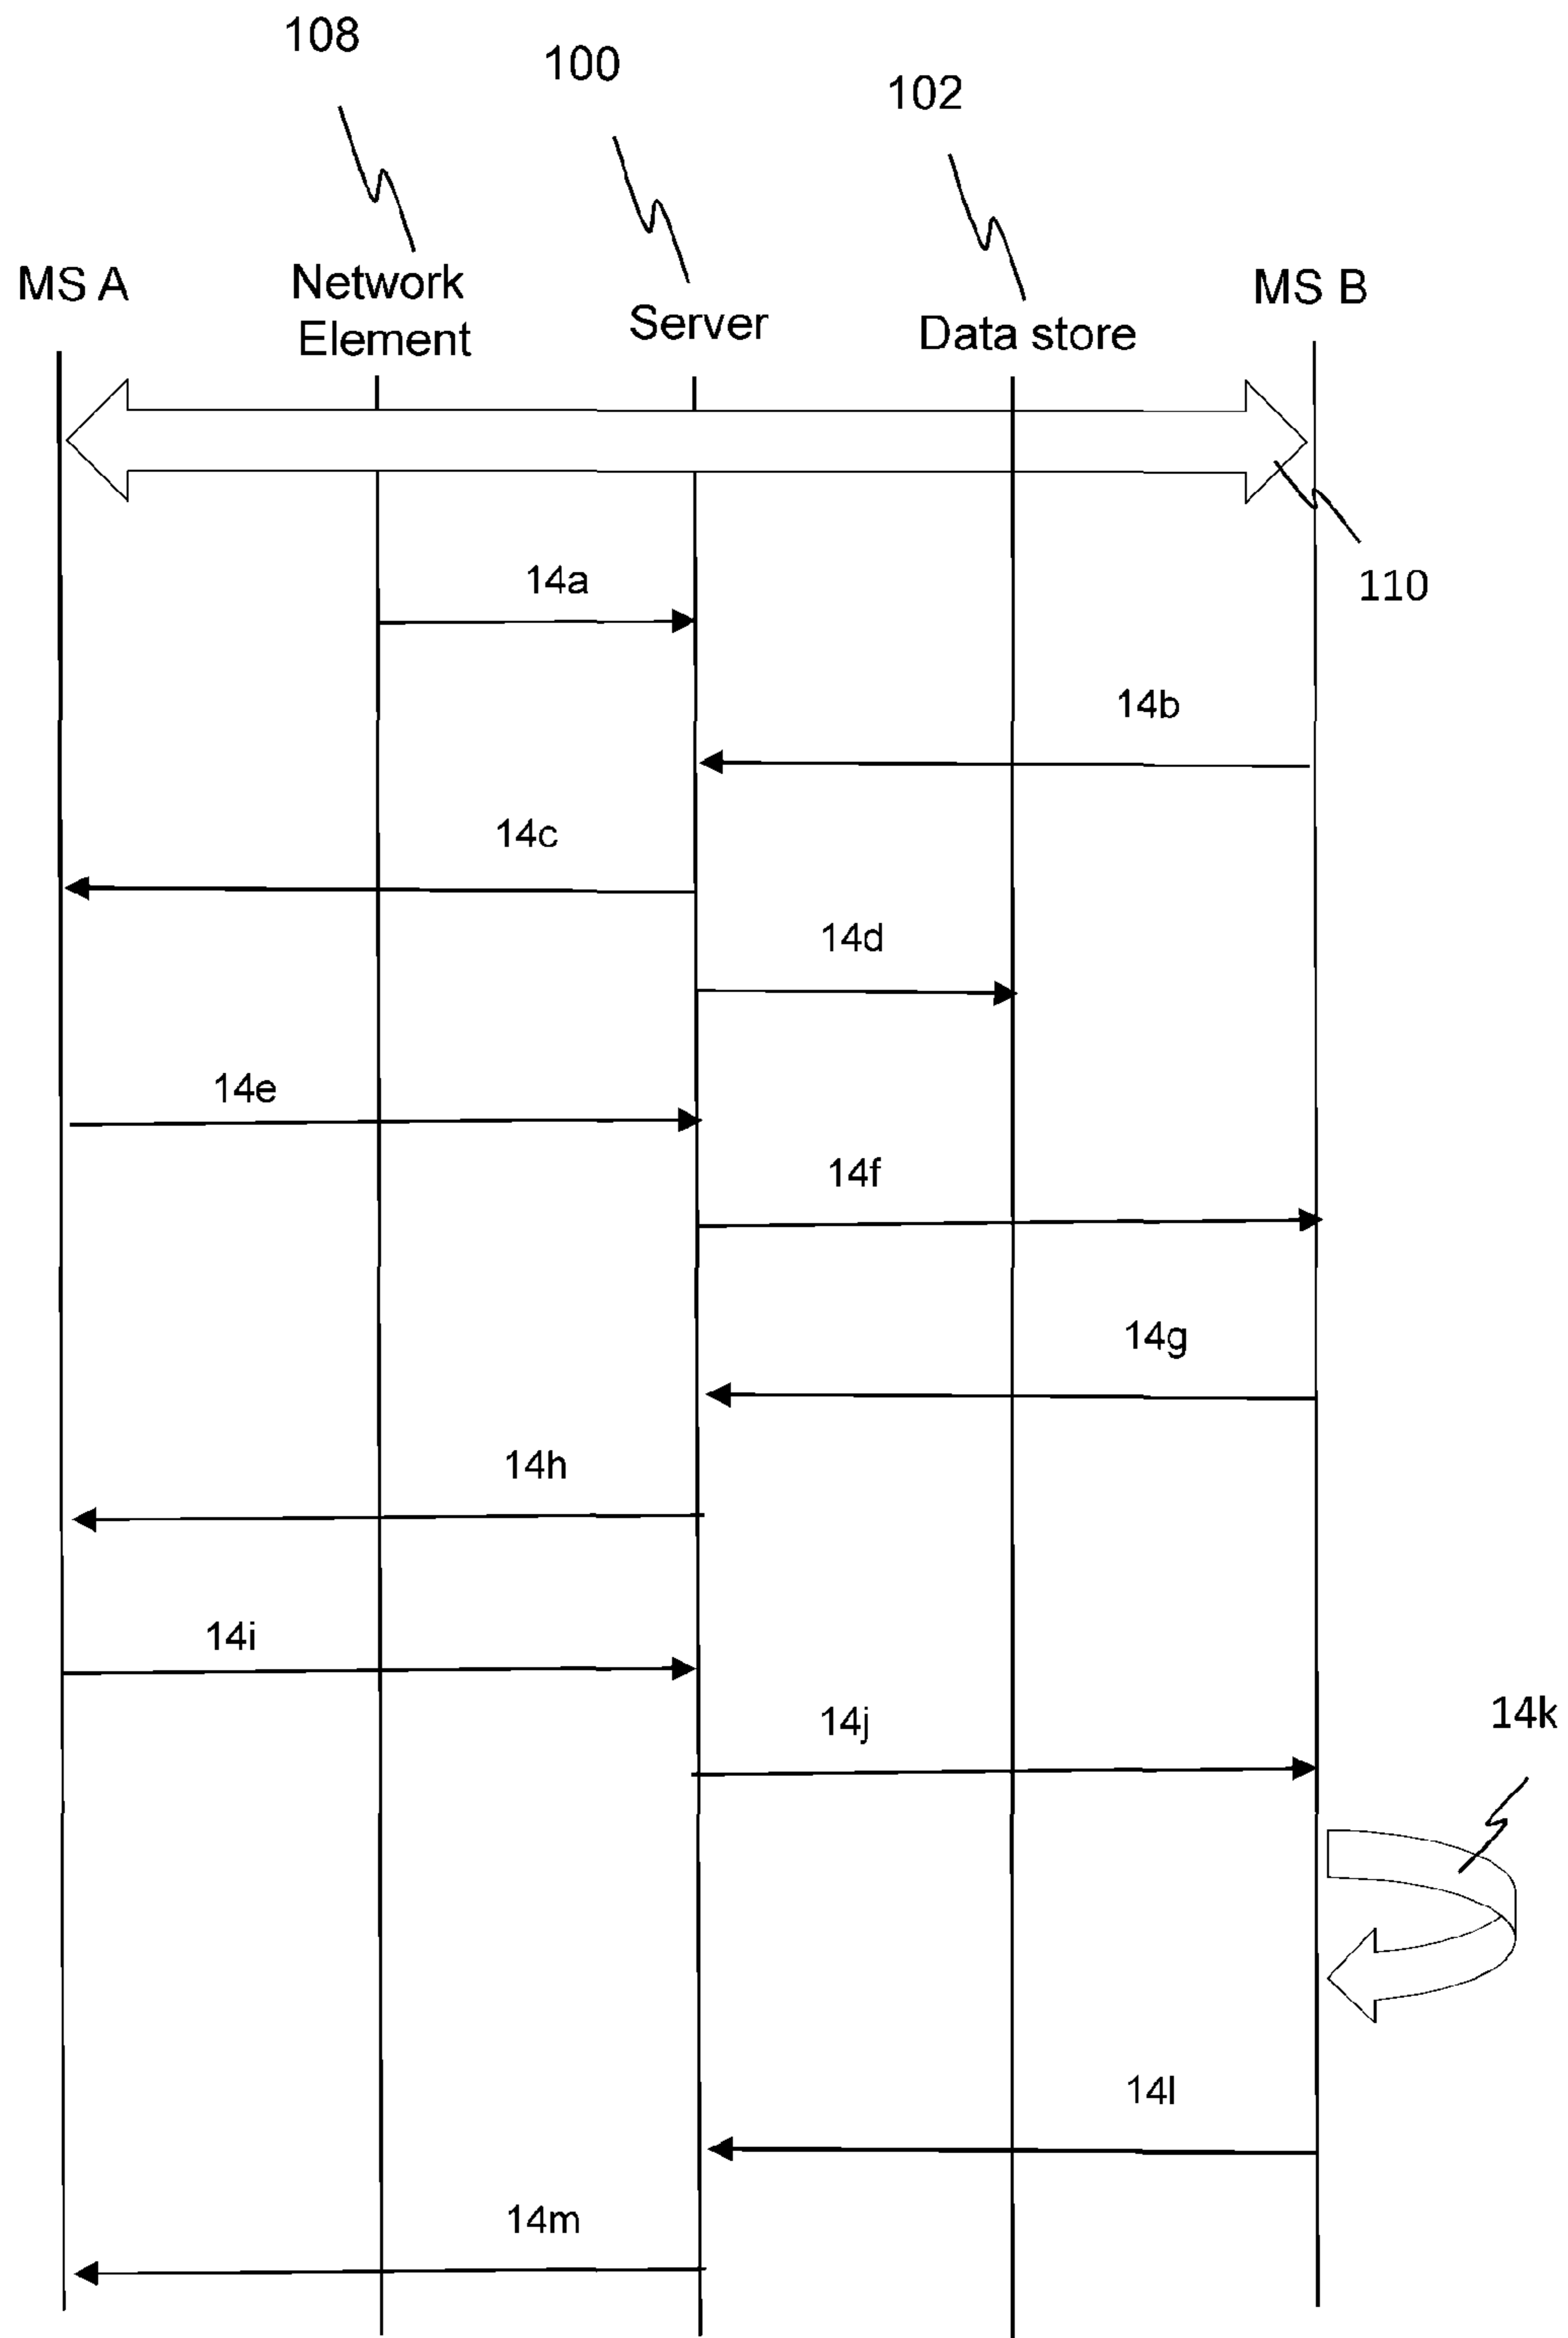 108
100
102
MS A
Network
Element
Server
Data store
MS B
110
14a
14b
14c
14d
14e
14f
14g
14h
14i
14j
14k
14l
14m